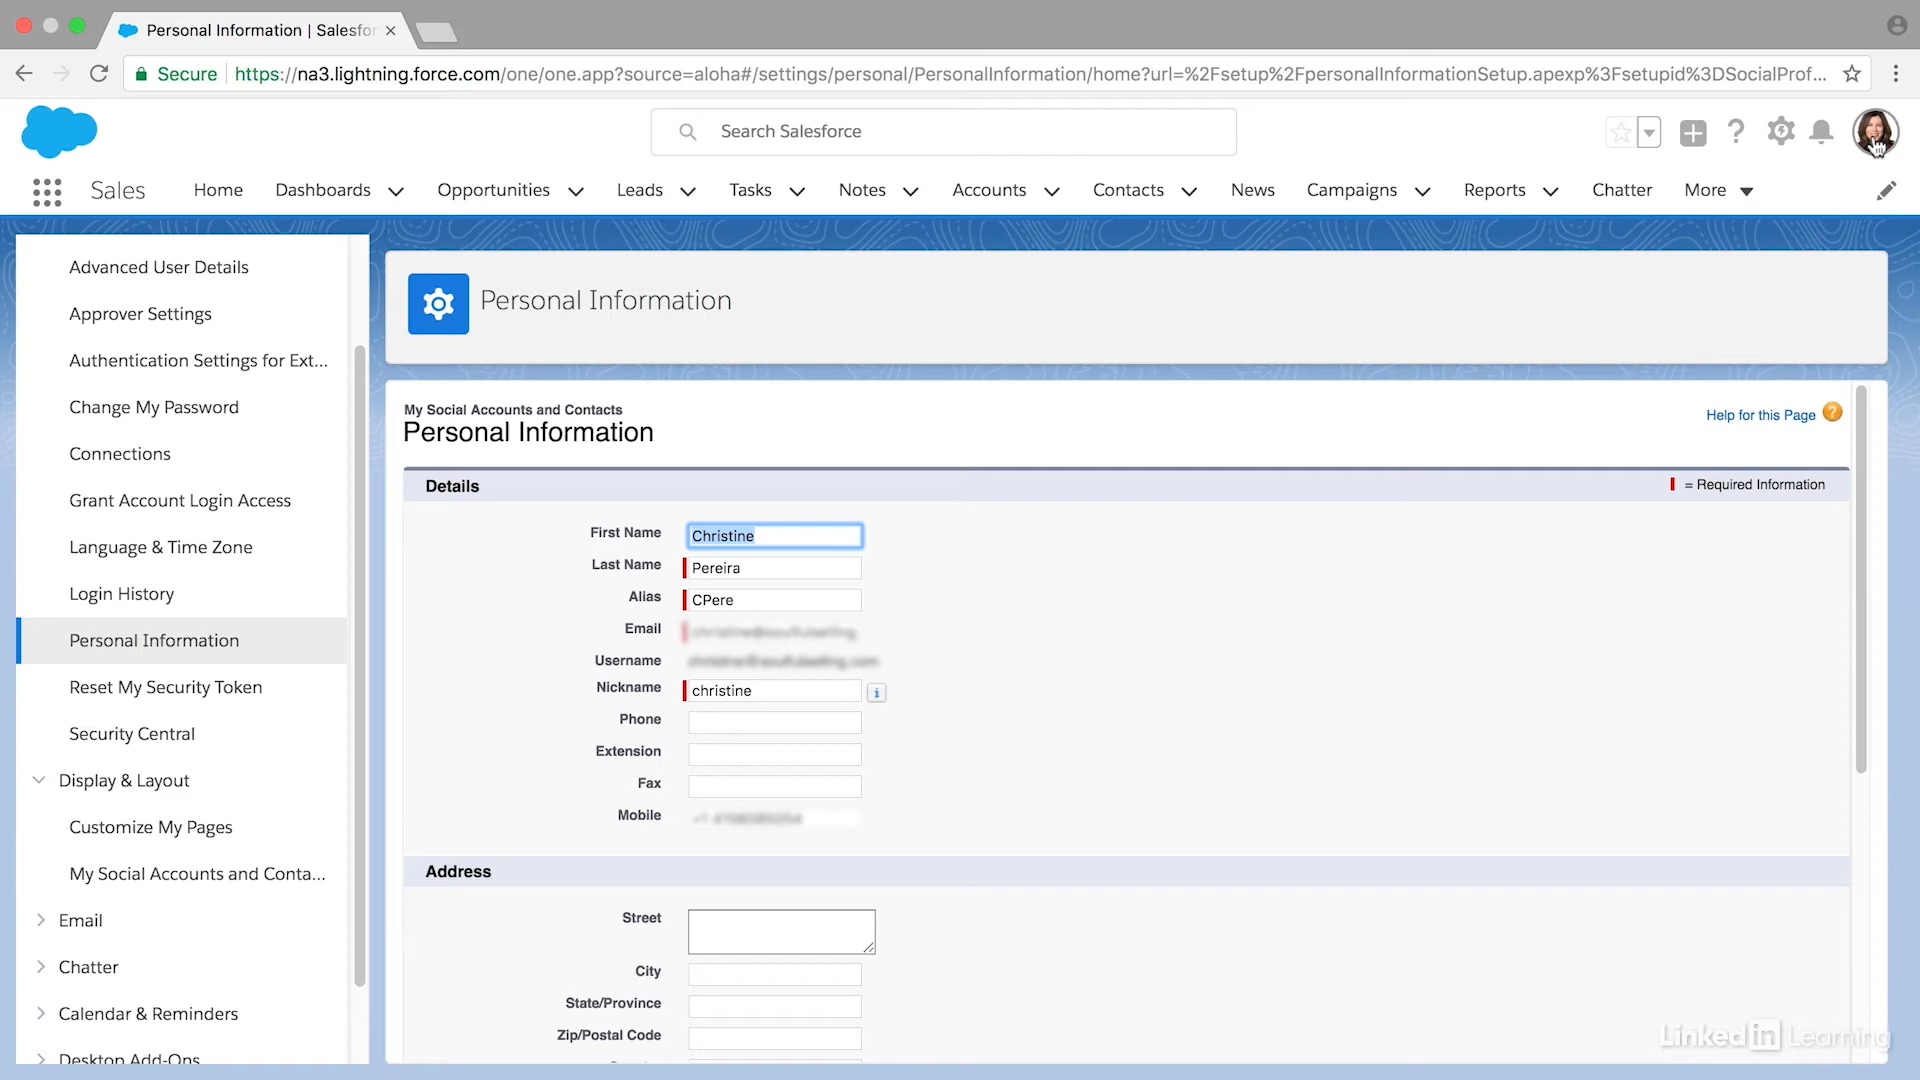 Personal Information | Salesfor
Secure https://na3.lightning.force.com/one/one.app?source=aloha#/settings/personal/PersonalInformation/home?url=%2Fsetup%2FpersonalInformationSetup.apexp%3Fsetupid%3DSocialProf...
Search Salesforce
Sales Home Dashboards Opportunities Leads Tasks Notes Accounts Contacts News Campaigns Reports Chatter More
Advanced User Details
Approver Settings
Authentication Settings for Ext...
Change My Password
Connections
Grant Account Login Access
Language & Time Zone
Login History
Personal Information
Reset My Security Token
Security Central
Display & Layout
Customize My Pages
My Social Accounts and Conta...
Email
Chatter
Calendar & Reminders
Desktop Add-Ons
Personal Information
My Social Accounts and Contacts
Personal Information
Help for this Page ?
Details
= Required Information
First Name Christine
Last Name Pereira
Alias CPere
Email
Username
Nickname christine i
Phone
Extension
Fax
Mobile
Address
Street
City
State/Province
Zip/Postal Code
Linked in Learning